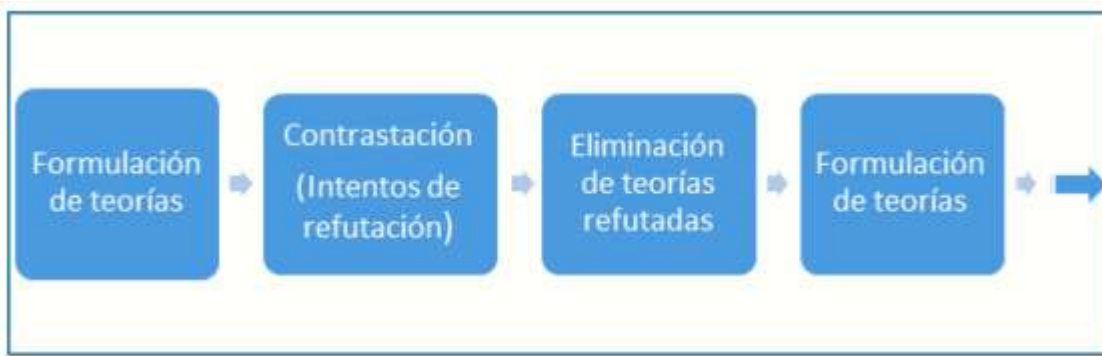 Formulación
de teorías
Contrastación
(Intentos de
refutación)
Eliminación
de teorías
refutadas
Formulación
de teorías